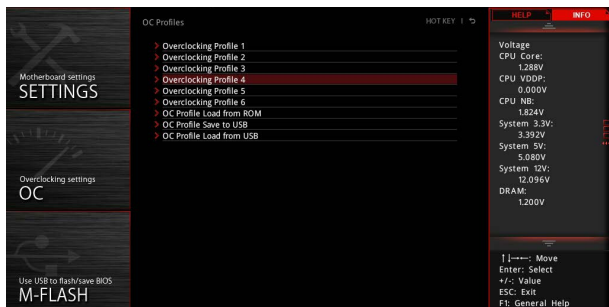 Motherboard settings
SETTINGS
Overclocking settings
OC
Use USB to flash/save BIOS
M-FLASH
OC Profiles
HOT KEY |
> Overclocking Profile 1
> Overclocking Profile 2
> Overclocking Profile 3
> Overclocking Profile 4
> Overclocking Profile 5
> Overclocking Profile 6
> OC Profile Load from ROM
> OC Profile Save to USB
> OC Profile Load from USB
HELP
INFO
Voltage
CPU Core:
1.288V
CPU VDDP:
0.000V
CPU NB:
1.824V
System 3.3V:
3.392V
System 5V:
5.080V
System 12V:
12.096V
DRAM:
1.200V
↑↓→←: Move
Enter: Select
+/-: Value
ESC: Exit
F1: General Help